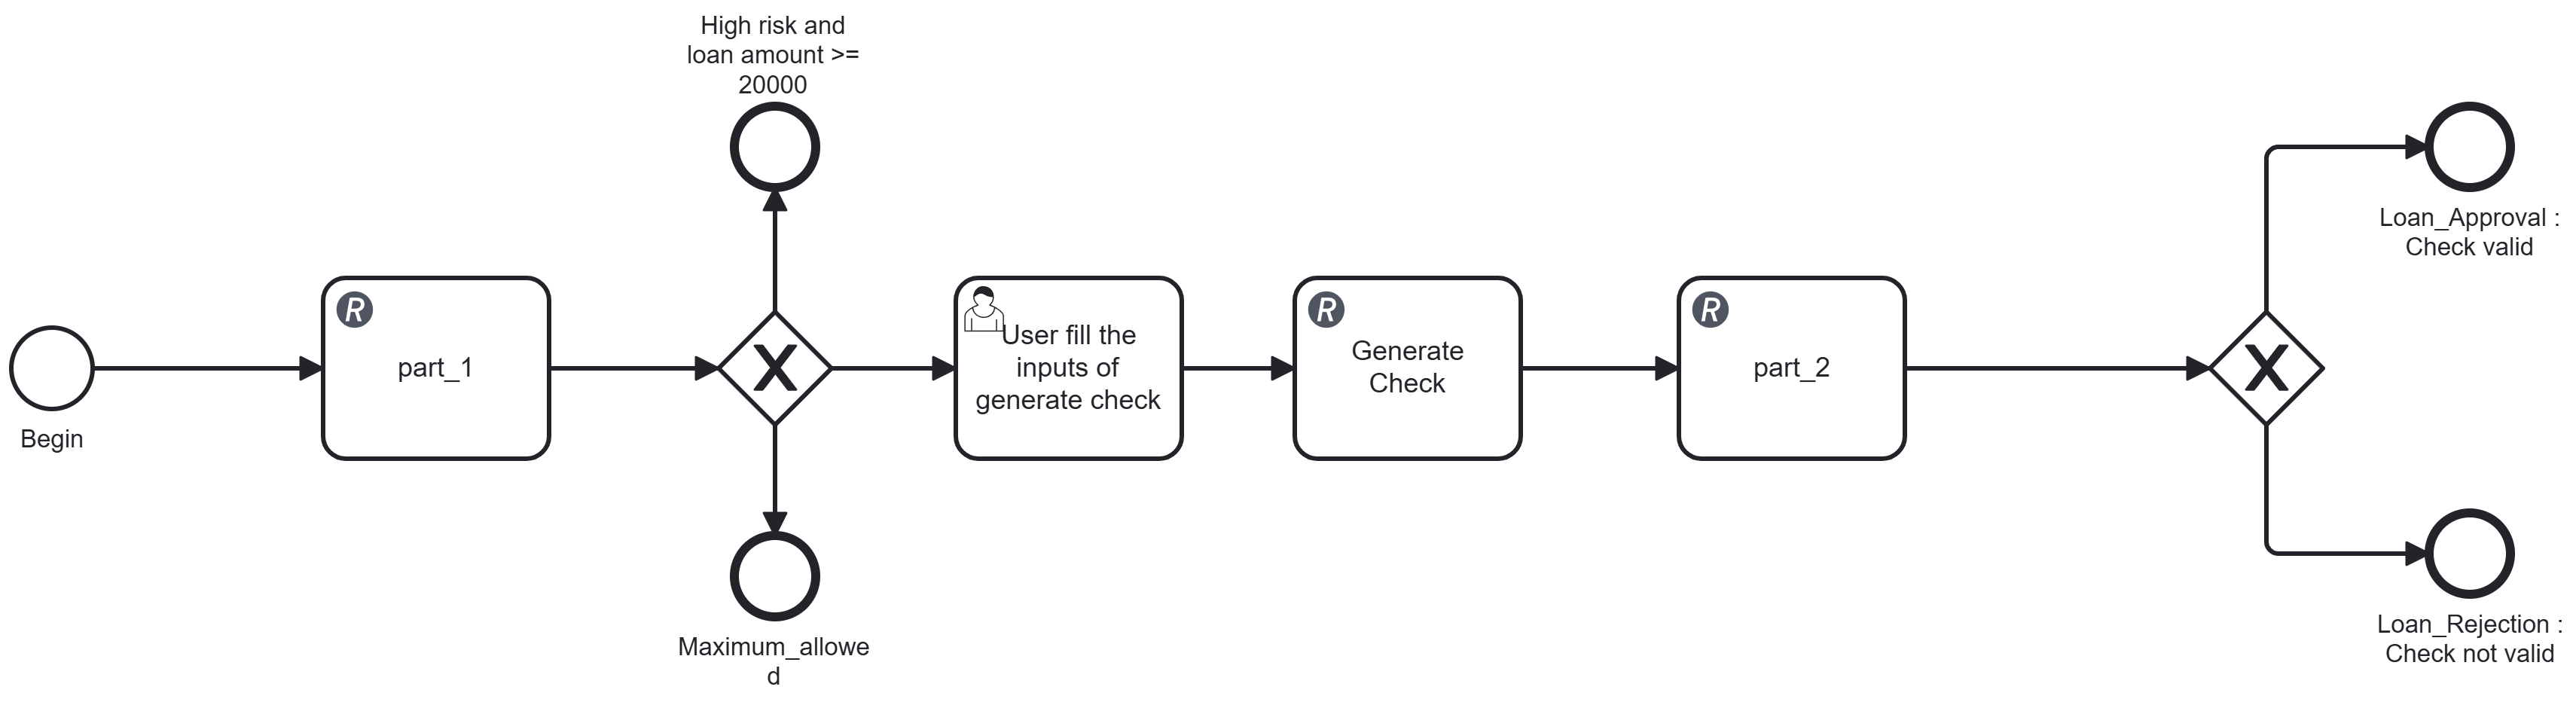 High risk and
loan amount >=
20000
Begin
R
part_1
X
Maximum_allowe
d
User fill the
inputs of
generate check
R
Generate
Check
R
part_2
X
Loan_Approval :
Check valid
Loan_Rejection :
Check not valid